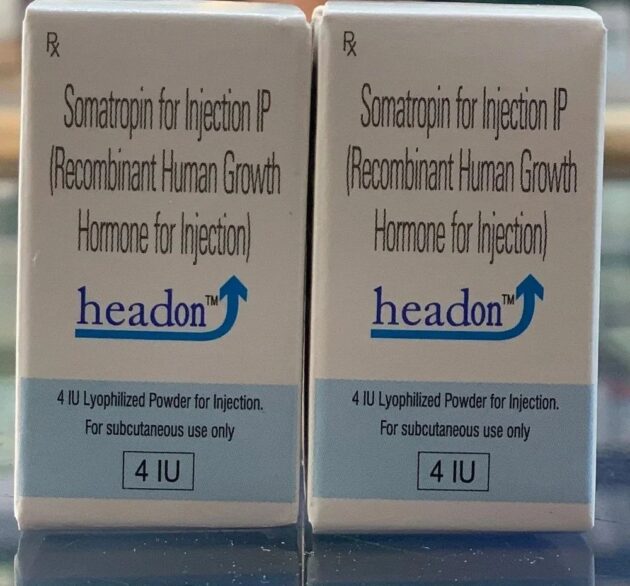 Rx
Somatropin for Injection IP
(Recombinant Human Growth
Hormone for Injection)
headon™
4 IU Lyophilized Powder for Injection.
For subcutaneous use only
4 IU
Rx
Somatropin for Injection IP
(Recombinant Human Growth
Hormone for Injection)
headon™
4 IU Lyophilized Powder for Injection.
For subcutaneous use only
4 IU